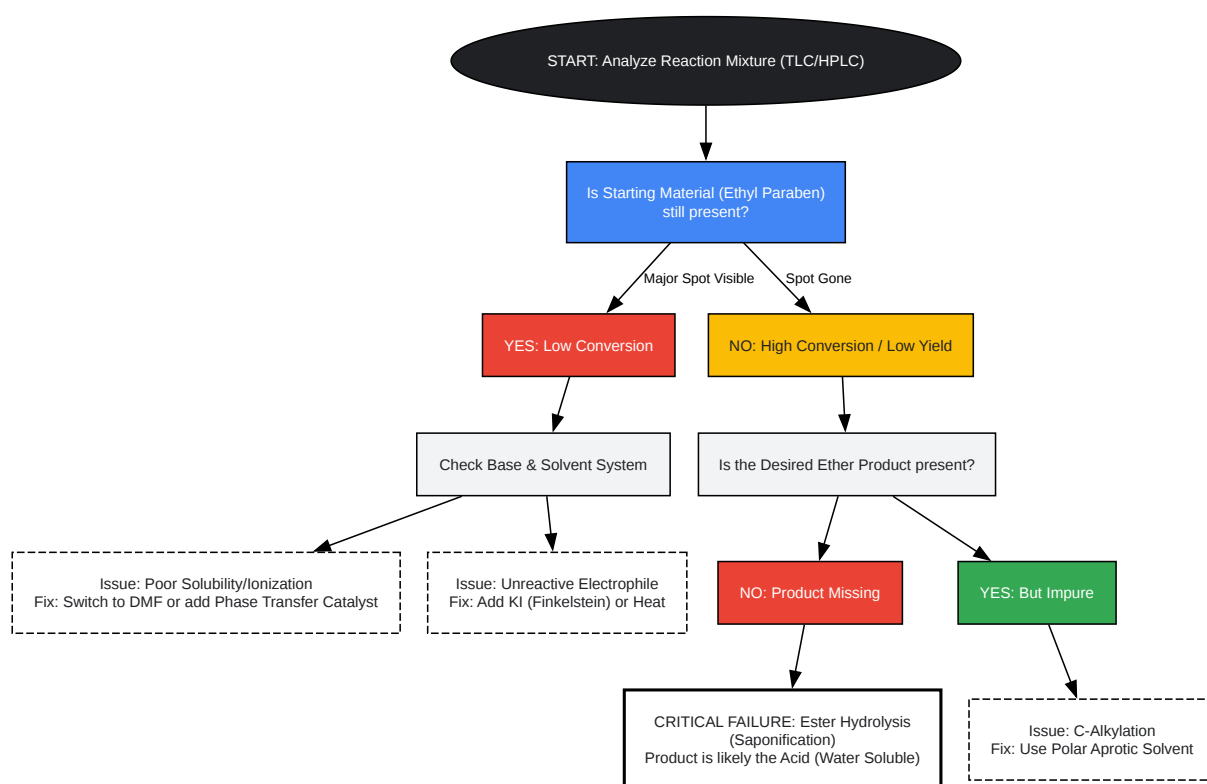 START: Analyze Reaction Mixture (TLC/HPLC)
Is Starting Material (Ethyl Paraben)
still present?
Major Spot Visible
Spot Gone
YES: Low Conversion
NO: High Conversion / Low Yield
Check Base & Solvent System
Is the Desired Ether Product present?
Issue: Poor Solubility/Ionization
Fix: Switch to DMF or add Phase Transfer Catalyst
Issue: Unreactive Electrophile
Fix: Add KI (Finkelstein) or Heat
NO: Product Missing
YES: But Impure
CRITICAL FAILURE: Ester Hydrolysis
(Saponification)
Product is likely the Acid (Water Soluble)
Issue: C-Alkylation
Fix: Use Polar Aprotic Solvent